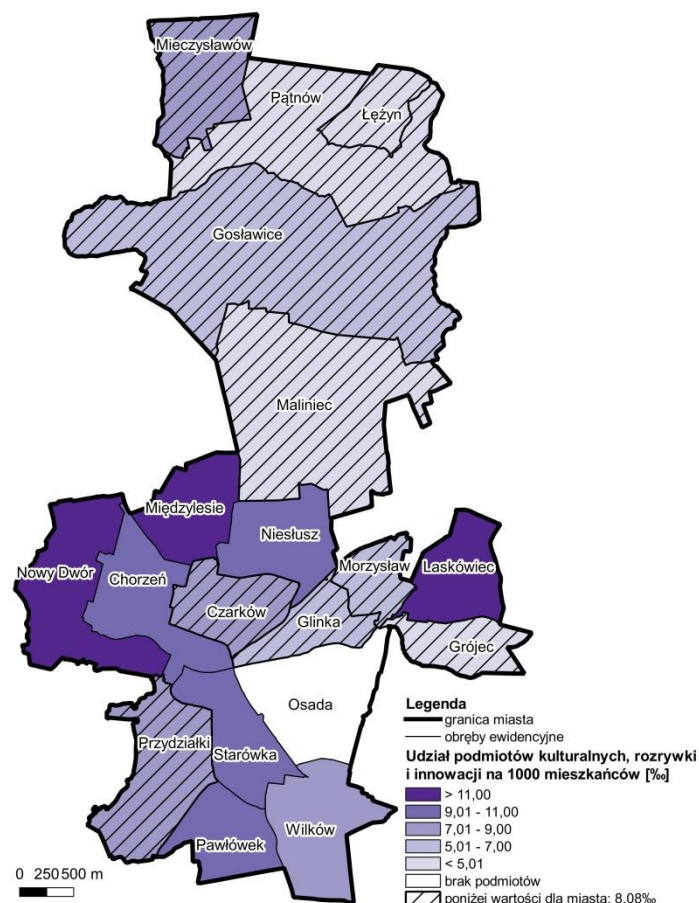 Mieczysławów
Pątnów
Łężyn
Gosławice
Maliniec
Międzylesie
Niesłusz
Nowy Dwór
Chorzeń
Morzysław
Laskówiec
Czarków
Glinka
Grójec
Osada
Przydziałki
Starówka
Pawłówek
Wilków
0 250 500 m
Legenda
granica miasta
obręby ewidencyjne
Udział podmiotów kulturalnych, rozrywki
i innowacji na 1000 mieszkańców [‰]
> 11,00
9,01 - 11,00
7,01 - 9,00
5,01 - 7,00
< 5,01
brak podmiotów
poniżej wartości dla miasta: 8,08‰